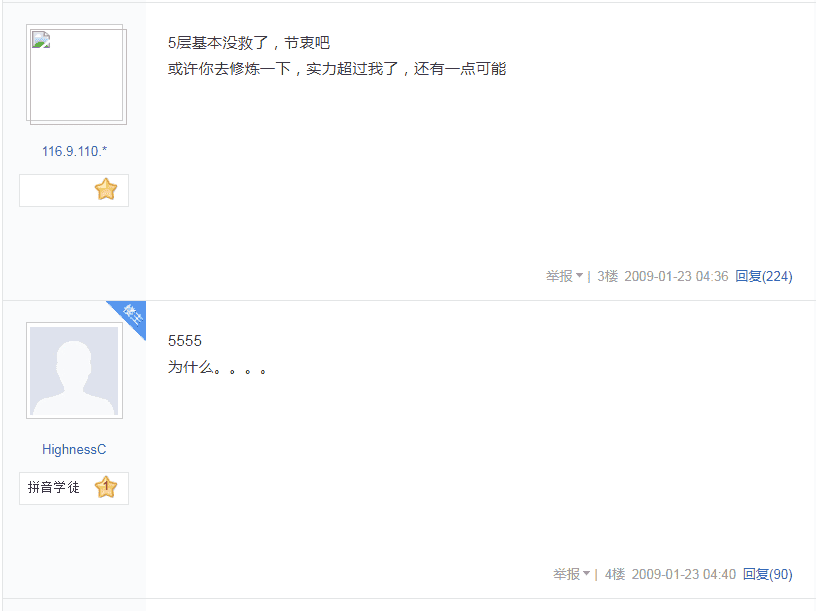 5层基本没救了，节衷吧
或许你去修炼一下，实力超过我了，还有一点可能
116.9.110.*
举报 | 3楼 2009-01-23 04:36 回复(224)
楼主
5555
为什么。。。。
HighnessC
拼音学徒 1
举报 | 4楼 2009-01-23 04:40 回复(90)